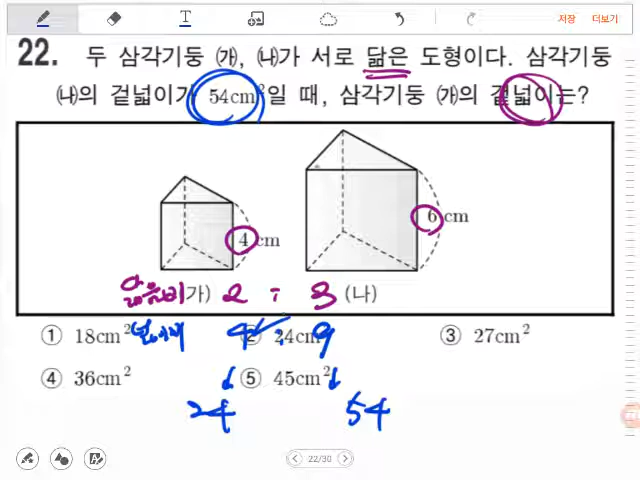 저장 더보기
22. 두 삼각기둥 ㈎, ㈏가 서로 닮은 도형이다. 삼각기둥
㈏의 겉넓이가 54cm²일 때, 삼각기둥 ㈎의 겉넓이는?
4 cm
6 cm
닮음비 (가) 2 : 3 (나)
① 18cm² ② 24cm² ③ 27cm²
넓이비 4 : 9
④ 36cm² ⑤ 45cm²
24 54
22/30